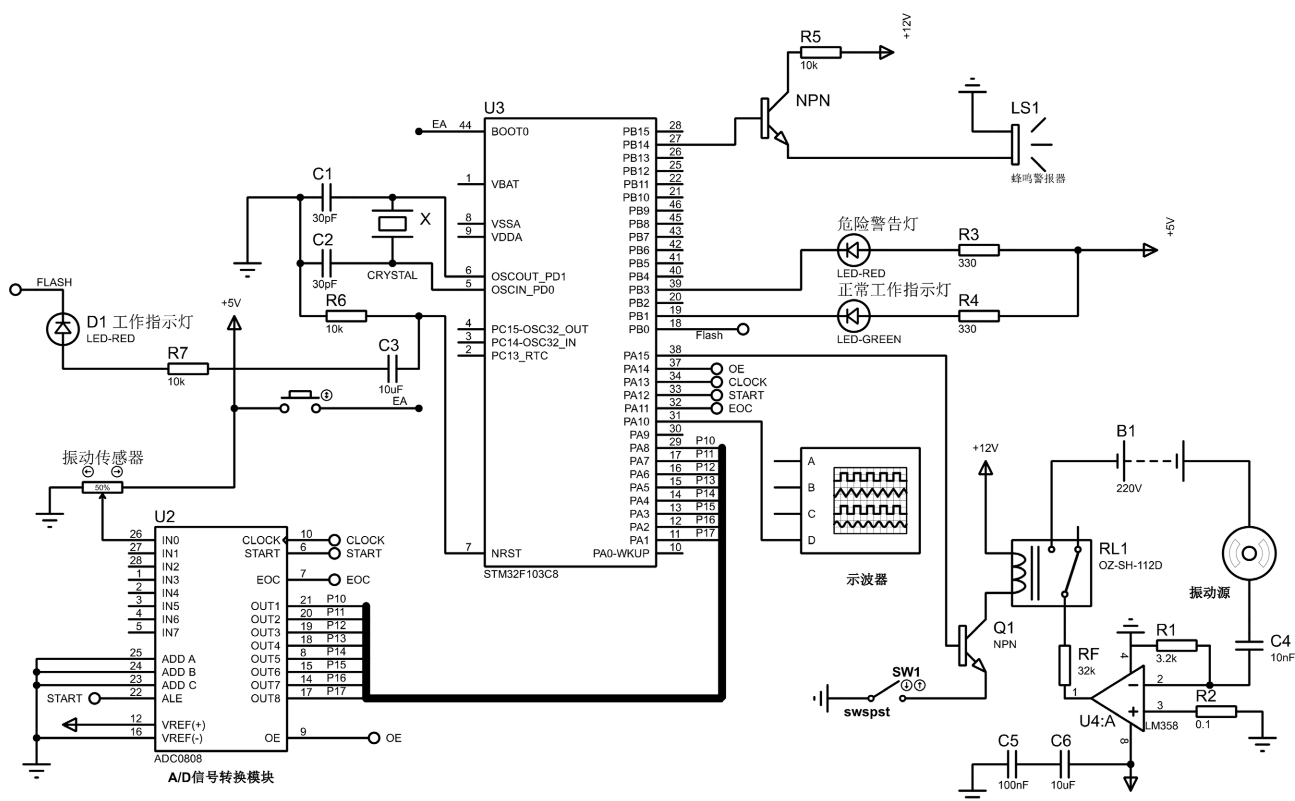 +12V
R5
10k
NPN
LS1
蜂鸣警报器
U3
EA
44
BOOT0
1
VBAT
8
VSSA
9
VDDA
6
OSCOUT_PD1
5
OSCIN_PD0
4
PC15-OSC32_OUT
3
PC14-OSC32_IN
2
PC13_RTC
7
NRST
STM32F103C8
PB15
28
PB14
27
PB13
26
PB12
25
PB11
22
PB10
21
PB9
46
PB8
45
PB7
43
PB6
42
PB5
41
PB4
40
PB3
39
PB2
20
PB1
19
PB0
18
Flash
PA15
38
PA14
37
OE
PA13
34
CLOCK
PA12
33
START
PA11
32
EOC
PA10
31
PA9
30
PA8
29
P10
PA7
17
P11
PA6
16
P12
PA5
15
P13
PA4
14
P14
PA3
13
P15
PA2
12
P16
PA1
11
P17
PA0-WKUP
10
C1
30pF
C2
30pF
X
CRYSTAL
R6
10k
FLASH
D1 工作指示灯
LED-RED
R7
10k
C3
10uF
+5V
EA
危险警告灯
LED-RED
R3
330
+5V
正常工作指示灯
LED-GREEN
R4
330
振动传感器
50%
U2
26
IN0
27
IN1
28
IN2
1
IN3
2
IN4
3
IN5
4
IN6
5
IN7
25
ADD A
24
ADD B
23
ADD C
START
22
ALE
12
VREF(+)
16
VREF(-)
CLOCK
10
CLOCK
START
6
START
EOC
7
EOC
OUT1
21
P10
OUT2
20
P11
OUT3
19
P12
OUT4
18
P13
OUT5
8
P14
OUT6
15
P15
OUT7
14
P16
OUT8
17
P17
OE
9
OE
ADC0808
A/D信号转换模块
A
B
C
D
示波器
+12V
B1
220V
RL1
OZ-SH-112D
振动源
Q1
NPN
SW1
swspst
RF
32k
R1
3.2k
C4
10nF
4
1
2
3
8
U4:A
LM358
R2
0.1
C5
100nF
C6
10uF